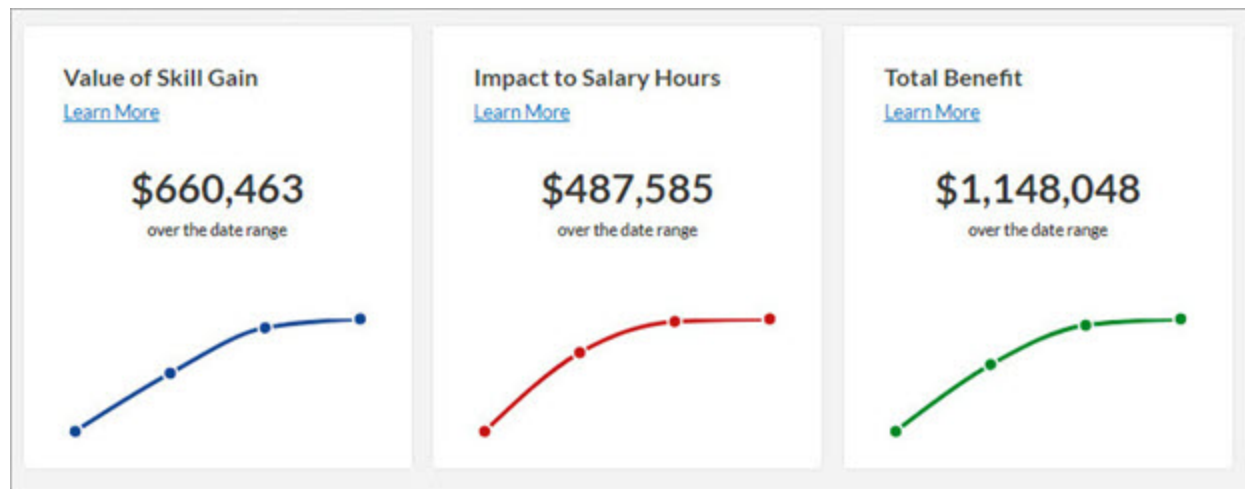 Value of Skill Gain
Learn More
$660,463
over the date range
Impact to Salary Hours
Learn More
$487,585
over the date range
Total Benefit
Learn More
$1,148,048
over the date range